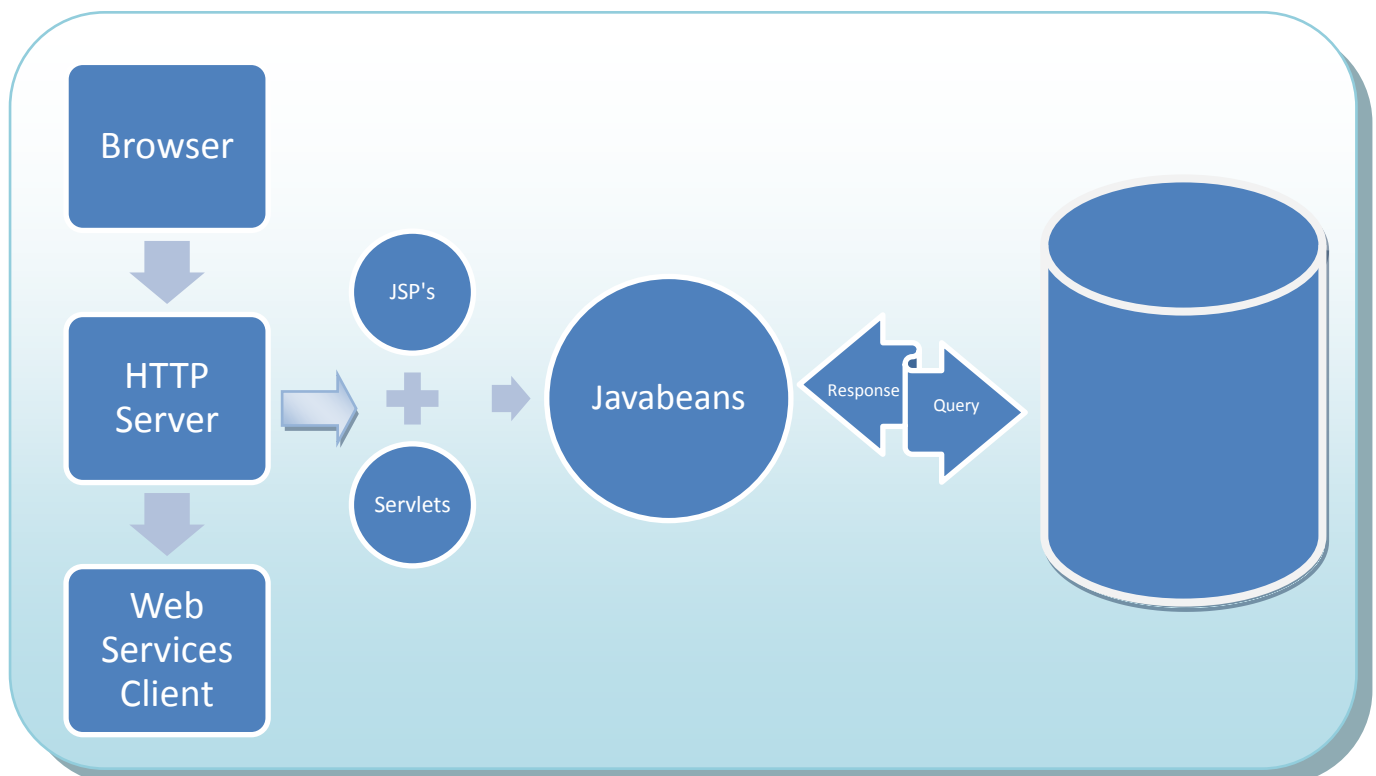 Browser
HTTP
Server
Web
Services
Client
JSP's
Servlets
Javabeans
Response
Query